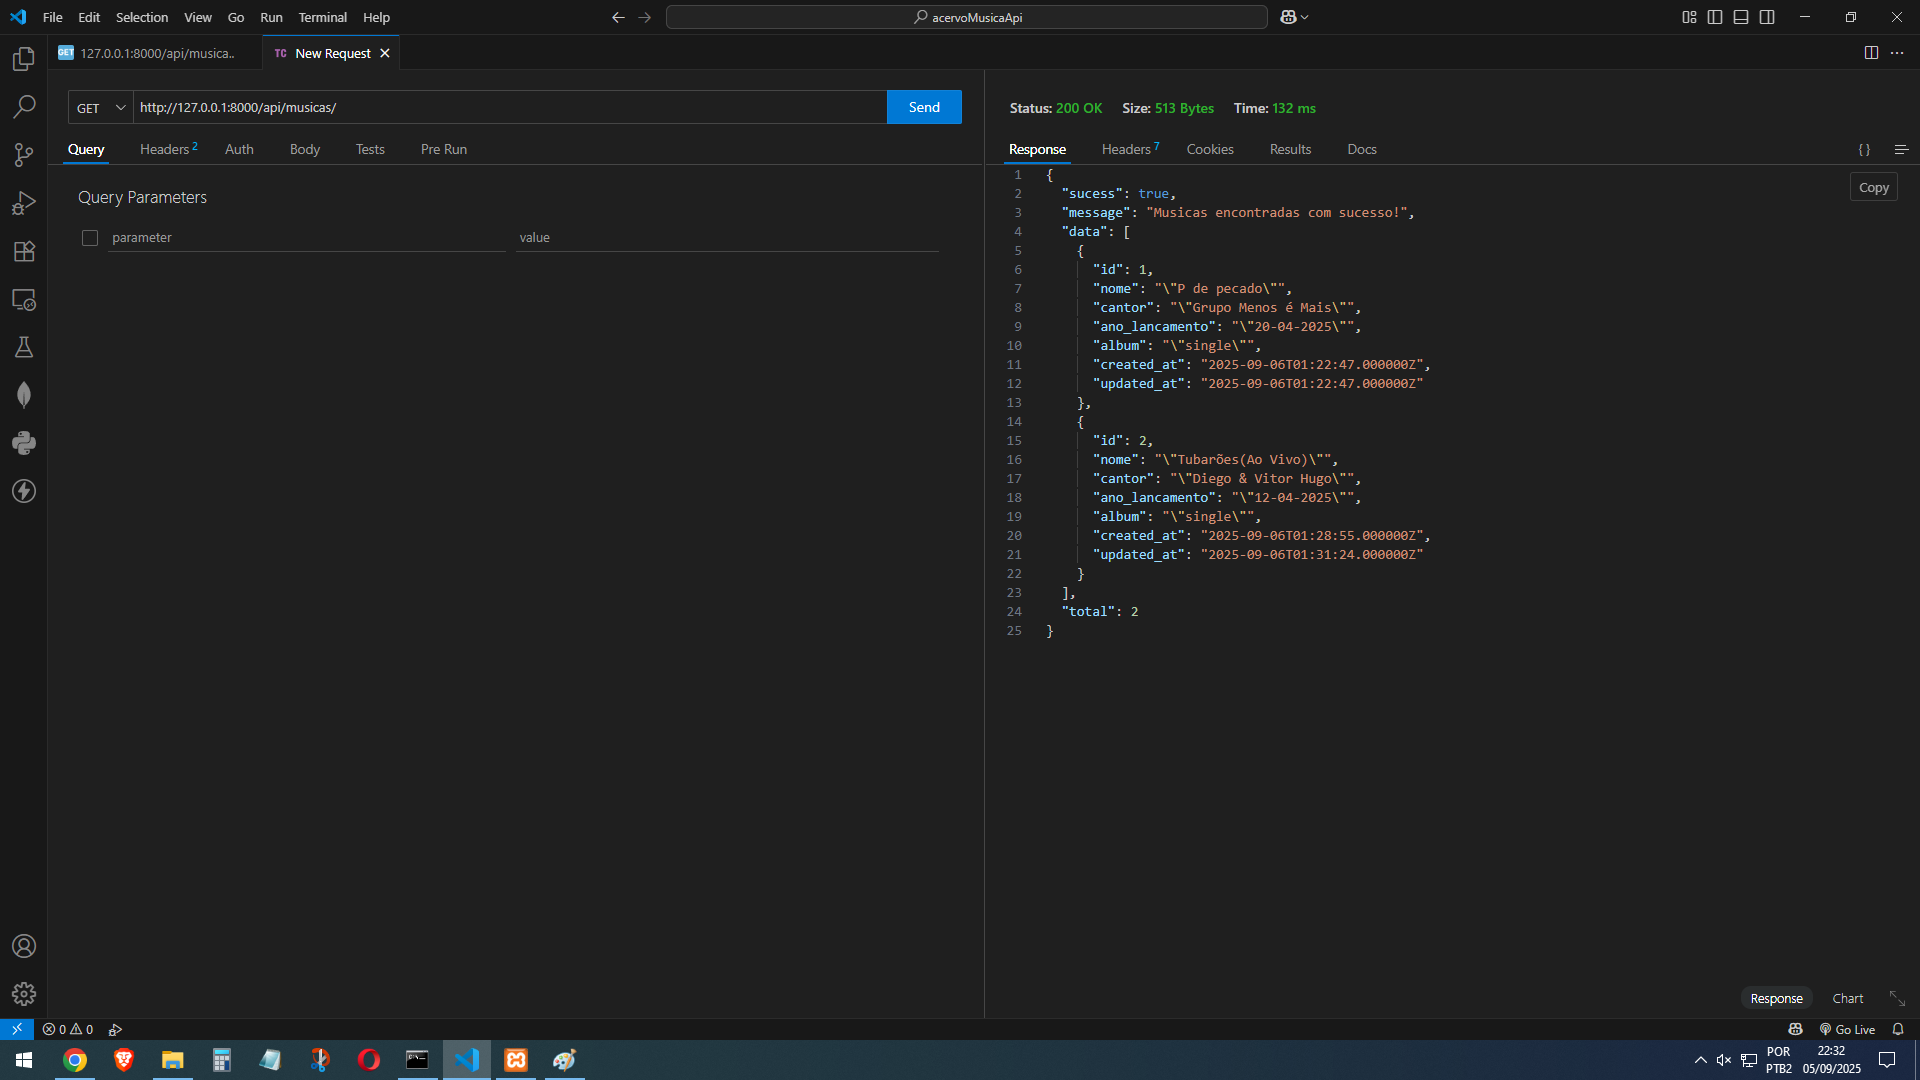 File Edit Selection View Go Run Terminal Help
acervoMusicaApi
GET 127.0.0.1:8000/api/musica..
TC New Request
GET http://127.0.0.1:8000/api/musicas/ Send
Query Headers 2 Auth Body Tests Pre Run
Query Parameters
parameter value
Status: 200 OK Size: 513 Bytes Time: 132 ms
Response Headers 7 Cookies Results Docs { }
Copy
1 {
2 "sucess": true,
3 "message": "Musicas encontradas com sucesso!",
4 "data": [
5 {
6 "id": 1,
7 "nome": "\"P de pecado\"",
8 "cantor": "\"Grupo Menos é Mais\"",
9 "ano_lancamento": "\"20-04-2025\"",
10 "album": "\"single\"",
11 "created_at": "2025-09-06T01:22:47.000000Z",
12 "updated_at": "2025-09-06T01:22:47.000000Z"
13 },
14 {
15 "id": 2,
16 "nome": "\"Tubarões(Ao Vivo)\"",
17 "cantor": "\"Diego & Vitor Hugo\"",
18 "ano_lancamento": "\"12-04-2025\"",
19 "album": "\"single\"",
20 "created_at": "2025-09-06T01:28:55.000000Z",
21 "updated_at": "2025-09-06T01:31:24.000000Z"
22 }
23 ],
24 "total": 2
25 }
Response Chart
0 0
Go Live
POR
PTB2
22:32
05/09/2025